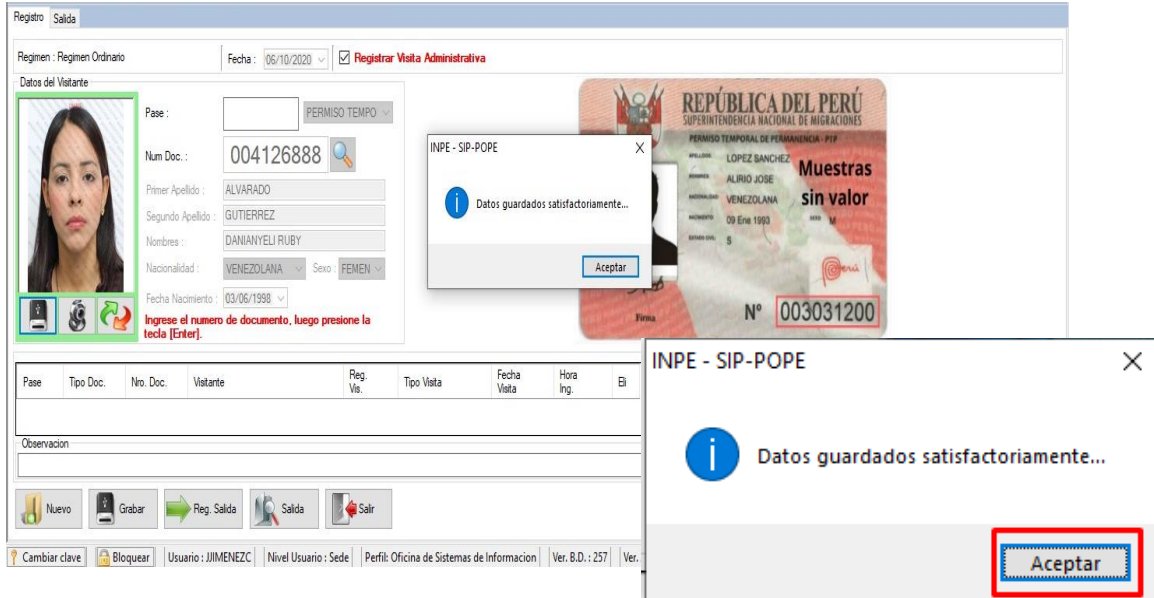 Registro Salida
Regimen : Regimen Ordinario Fecha : 06/10/2020 Registrar Visita Administrativa
Datos del Visitante
Pase : PERMISO TEMPO
Num Doc. : 004126888
Primer Apellido : ALVARADO
Segundo Apellido : GUTIERREZ
Nombres : DANIANYELI RUBY
Nacionalidad : VENEZOLANA Sexo : FEMEN
Fecha Nacimiento : 03/06/1998
Ingrese el numero de documento, luego presione la
tecla [Enter].
INPE - SIP-POPE
Datos guardados satisfactoriamente...
Aceptar
REPÚBLICA DEL PERÚ
SUPERINTENDENCIA NACIONAL DE MIGRACIONES
PERMISO TEMPORAL DE PERMANENCIA - PTP
LOPEZ SANCHEZ
ALIRIO JOSE
VENEZOLANA
09 Ene 1993 M
S
Muestras
sin valor
Perú
Firma
Nº 003031200
Pase Tipo Doc. Nro. Doc. Visitante Reg. Vis. Tipo Visita Fecha Visita Hora Ing. Eli
Observacion
Nuevo Grabar Reg. Salida Salida Salir
Cambiar clave Bloquear Usuario : JJIMENEZC Nivel Usuario : Sede Perfil: Oficina de Sistemas de Informacion Ver. B.D. : 257 Ver.
INPE - SIP-POPE
Datos guardados satisfactoriamente...
Aceptar